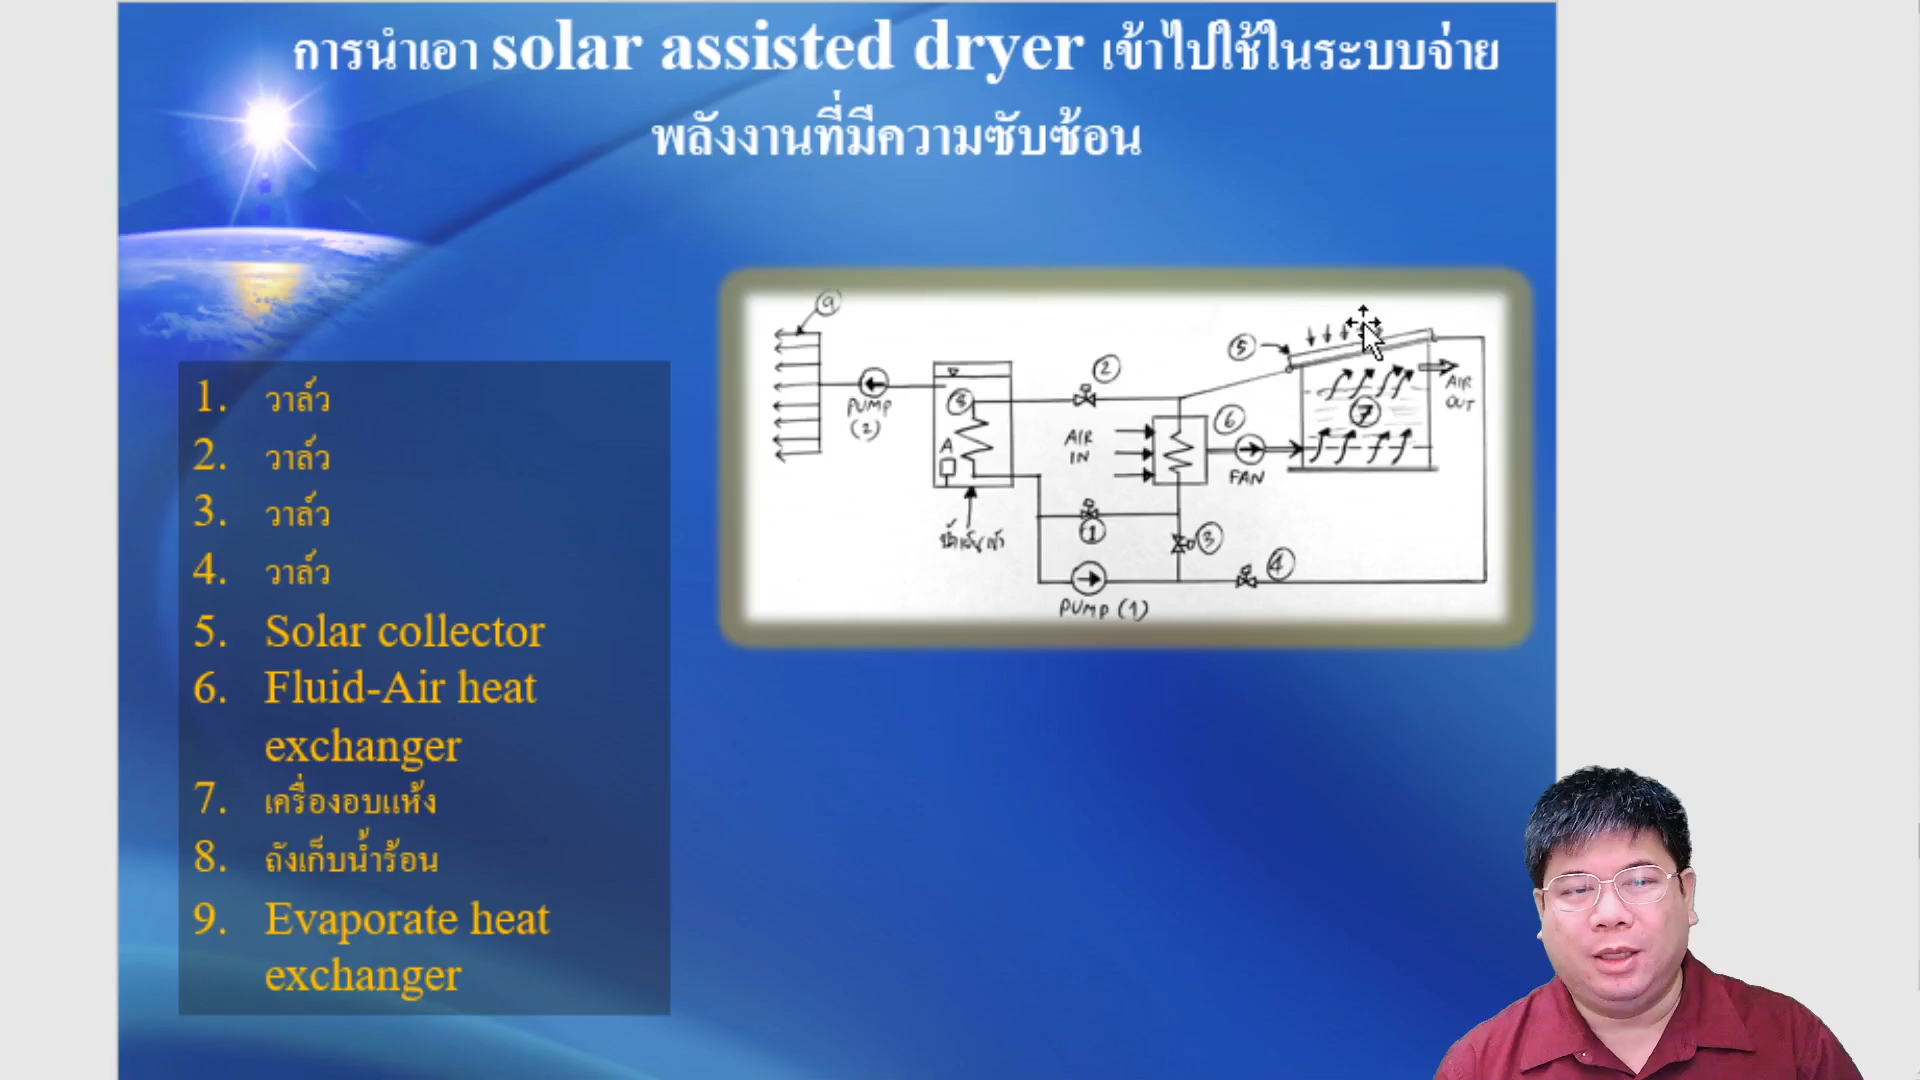 การนำเอา solar assisted dryer เข้าไปใช้ในระบบจ่าย
พลังงานที่มีความซับซ้อน
1. วาล์ว
2. วาล์ว
3. วาล์ว
4. วาล์ว
5. Solar collector
6. Fluid-Air heat
exchanger
7. เครื่องอบแห้ง
8. ถังเก็บน้ำร้อน
9. Evaporate heat
exchanger
9
PUMP
(2)
8
A
น้ำเย็นเข้า
2
AIR
IN
1
PUMP (1)
3
4
6
FAN
5
7
AIR
OUT